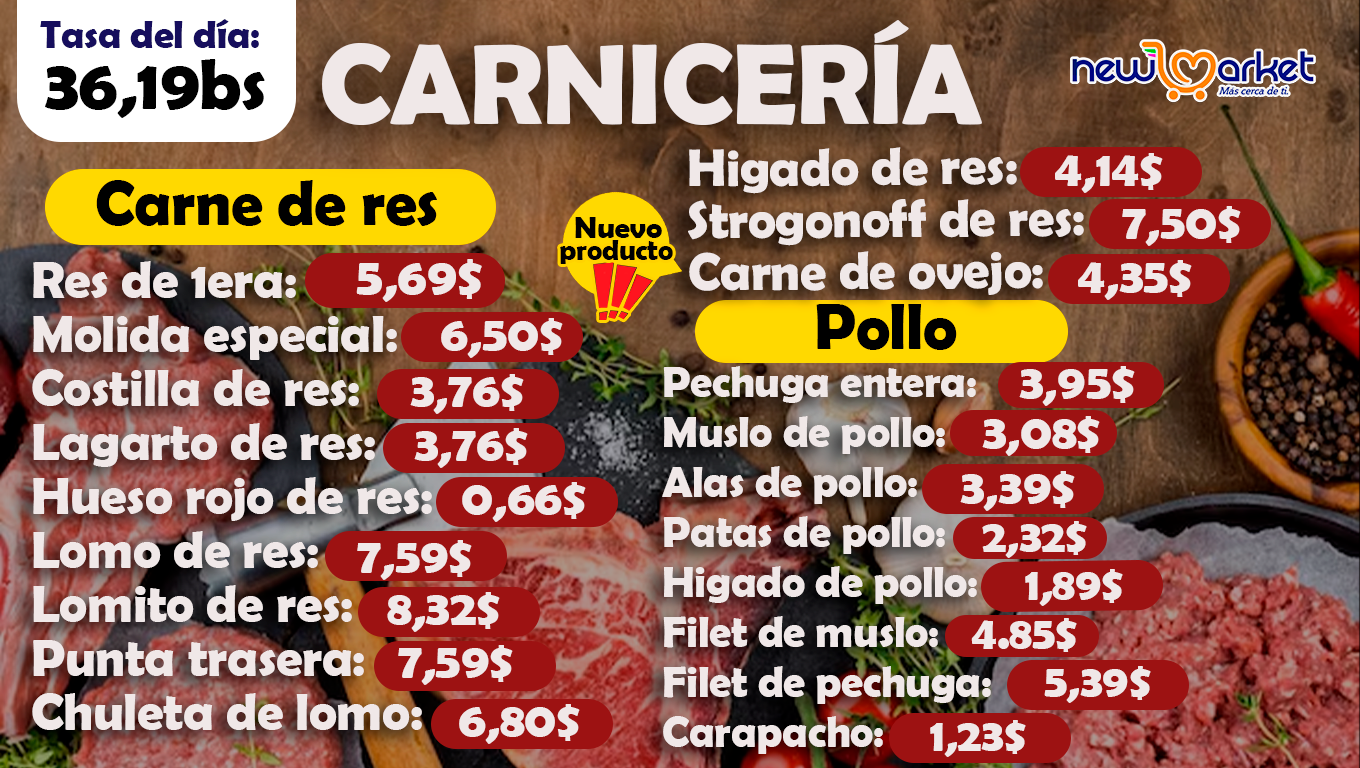 Tasa del día:
36,19bs
CARNICERÍA
new market
Más cerca de ti.
Carne de res
Res de 1era: 5,69$
Molida especial: 6,50$
Costilla de res: 3,76$
Lagarto de res: 3,76$
Hueso rojo de res: 0,66$
Lomo de res: 7,59$
Lomito de res: 8,32$
Punta trasera: 7,59$
Chuleta de lomo: 6,80$
Nuevo
producto
Higado de res: 4,14$
Strogonoff de res: 7,50$
Carne de ovejo: 4,35$
Pollo
Pechuga entera: 3,95$
Muslo de pollo: 3,08$
Alas de pollo: 3,39$
Patas de pollo: 2,32$
Higado de pollo: 1,89$
Filet de muslo: 4.85$
Filet de pechuga: 5,39$
Carapacho: 1,23$